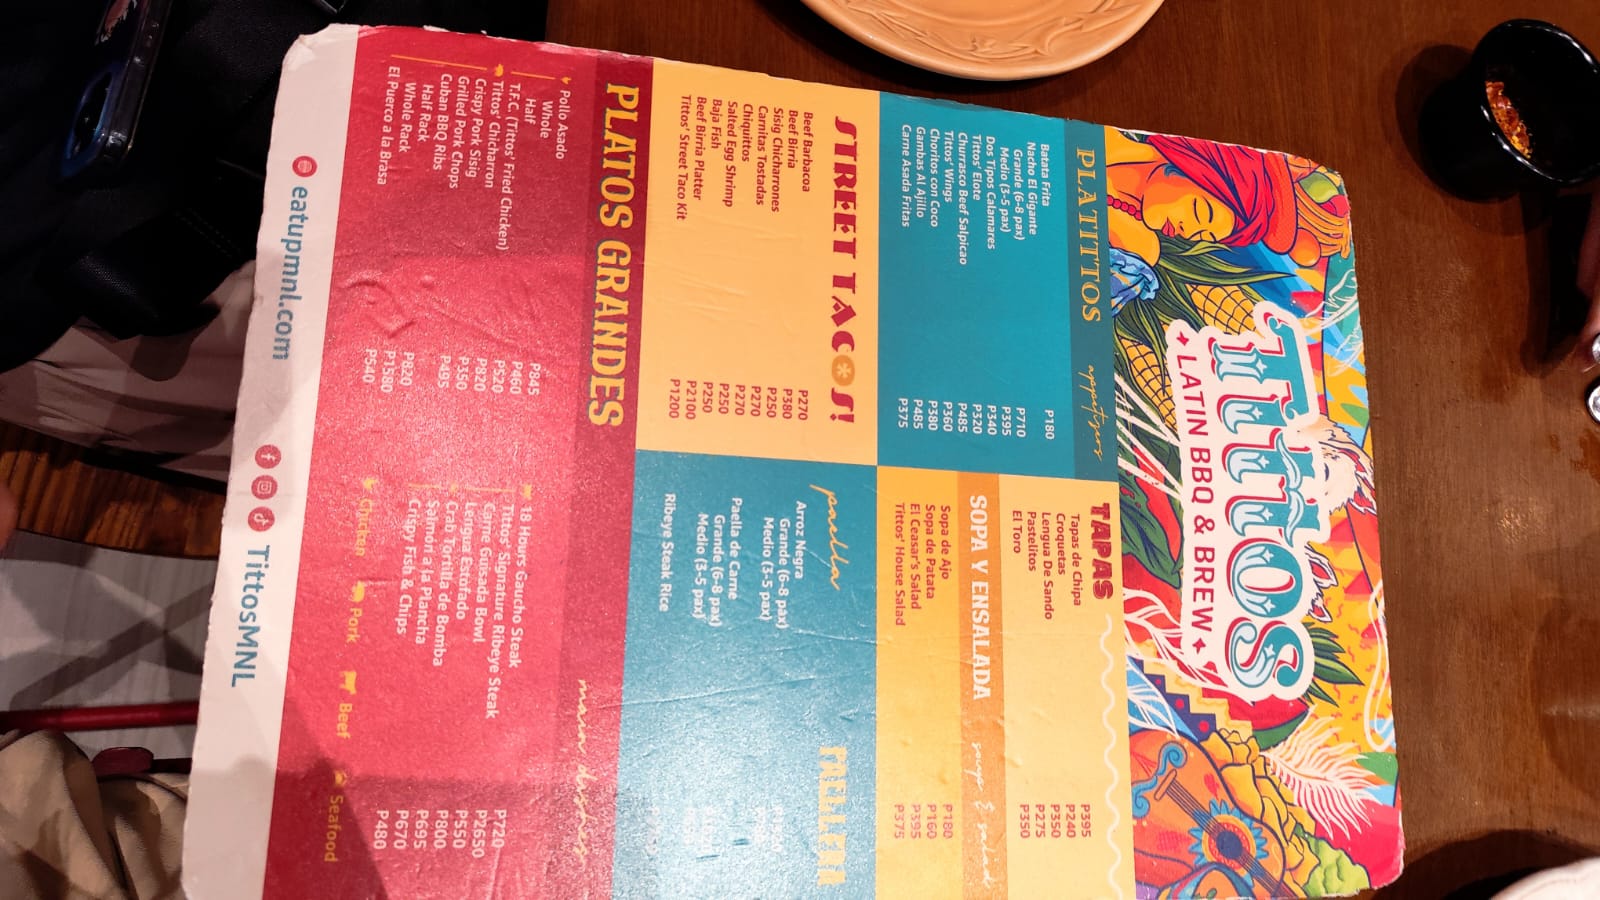 TiTTOS
LATIN BBQ & BREW
PLATITTOS
appetizers
Batata Frita P180
Nacho El Gigante
Grande (6-8 pax) P710
Medio (3-5 pax) P395
Dos Tipos Calamares P340
Tittos' Elote P320
Churrasco Beef Salpicao P485
Tittos' Wings P360
Choritos con Coco P380
Gambas Al Ajillo P485
Carne Asada Fritas P375
TAPAS
Tapas de Chipa P395
Croquetas P240
Lengua De Sando P350
Pastelitos P275
El Toro P350
SOPA Y ENSALADA
soup & salad
Sopa de Ajo P180
Sopa de Patata P160
El Ceasar's Salad P395
Tittos' House Salad P375
STREET TACOS!
Beef Barbacoa P270
Beef Birria P380
Sisig Chicharrones P250
Carnitas Tostadas P270
Chiquittos P270
Salted Egg Shrimp P250
Baja Fish P250
Beef Birria Platter P2100
Tittos' Street Taco Kit P1200
paella
Arroz Negra
Grande (6-8 pax)
Medio (3-5 pax)
Paella de Carne
Grande (6-8 pax)
Medio (3-5 pax)
Ribeye Steak Rice
PLATOS GRANDES
main dishes
Pollo Asado
Whole P845
Half P460
T.F.C. (Tittos' Fried Chicken) P520
Tittos' Chicharron P820
Crispy Pork Sisig P350
Grilled Pork Chops P495
Cuban BBQ Ribs
Half Rack P820
Whole Rack P1580
El Puerco a la Brasa P540
18 Hours Gaucho Steak P720
Tittos' Signature Ribeye Steak P2650
Carne Guisada Bowl P550
Lengua Estofado P800
Crab Tortilla de Bomba P695
Salmón a la Plancha P670
Crispy Fish & Chips P480
Chicken Pork Beef Seafood
eatupmnl.com TittosMNL